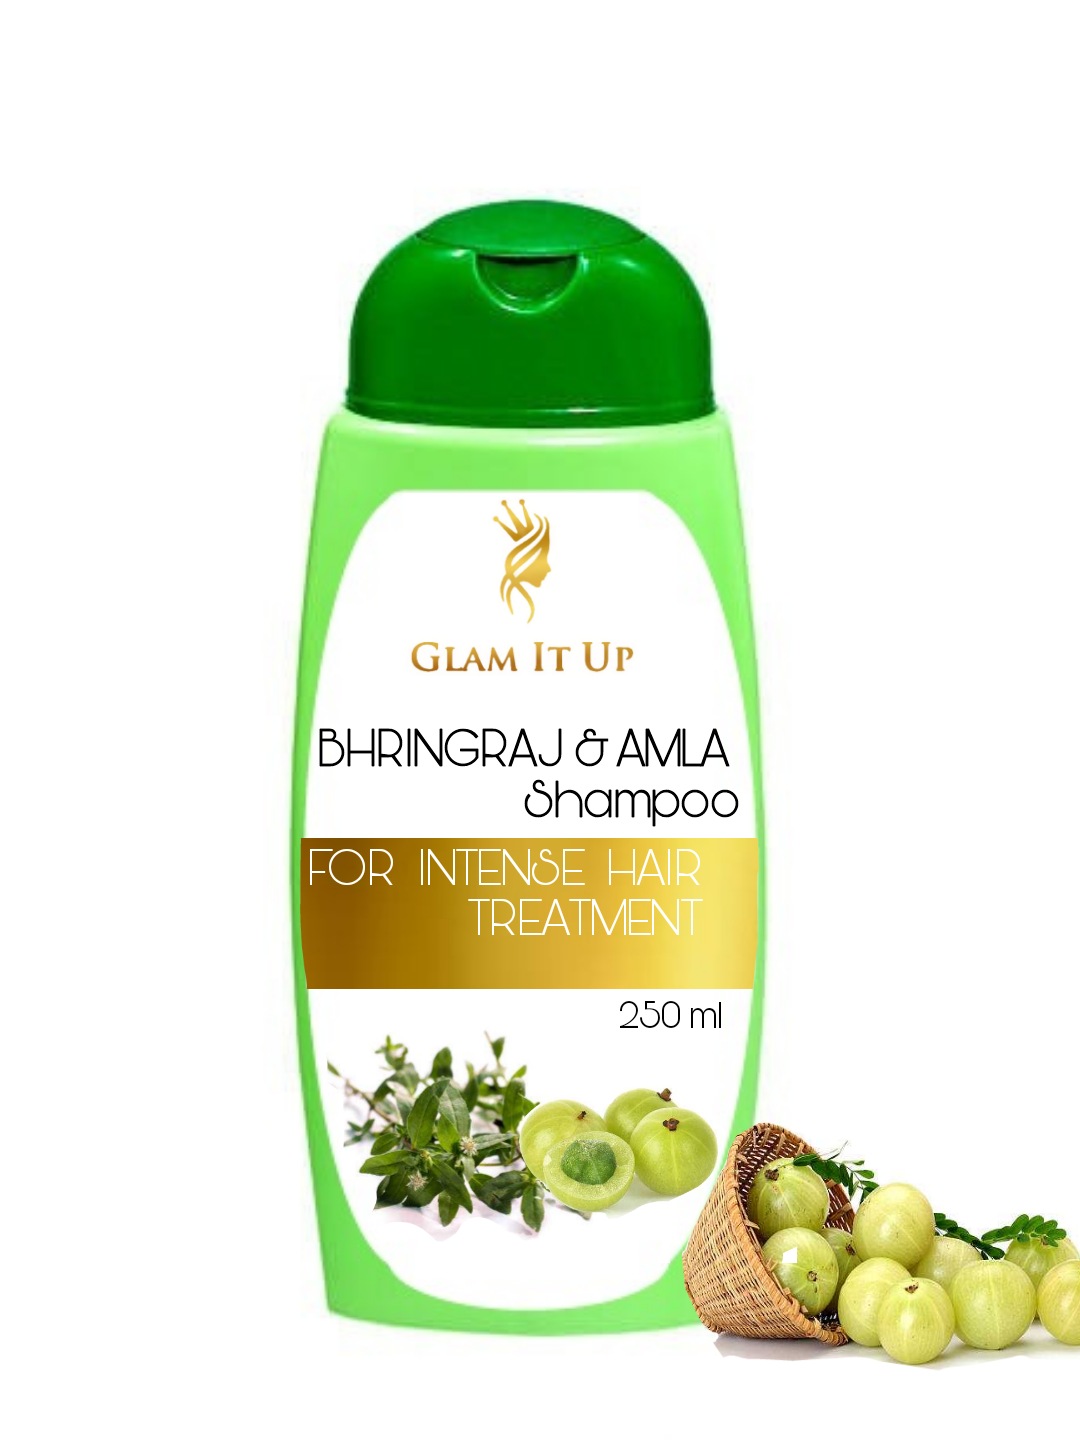 GLAM IT UP
BHRINGRAJ & AMLA
Shampoo
FOR INTENSE HAIR
TREATMENT
250 ml